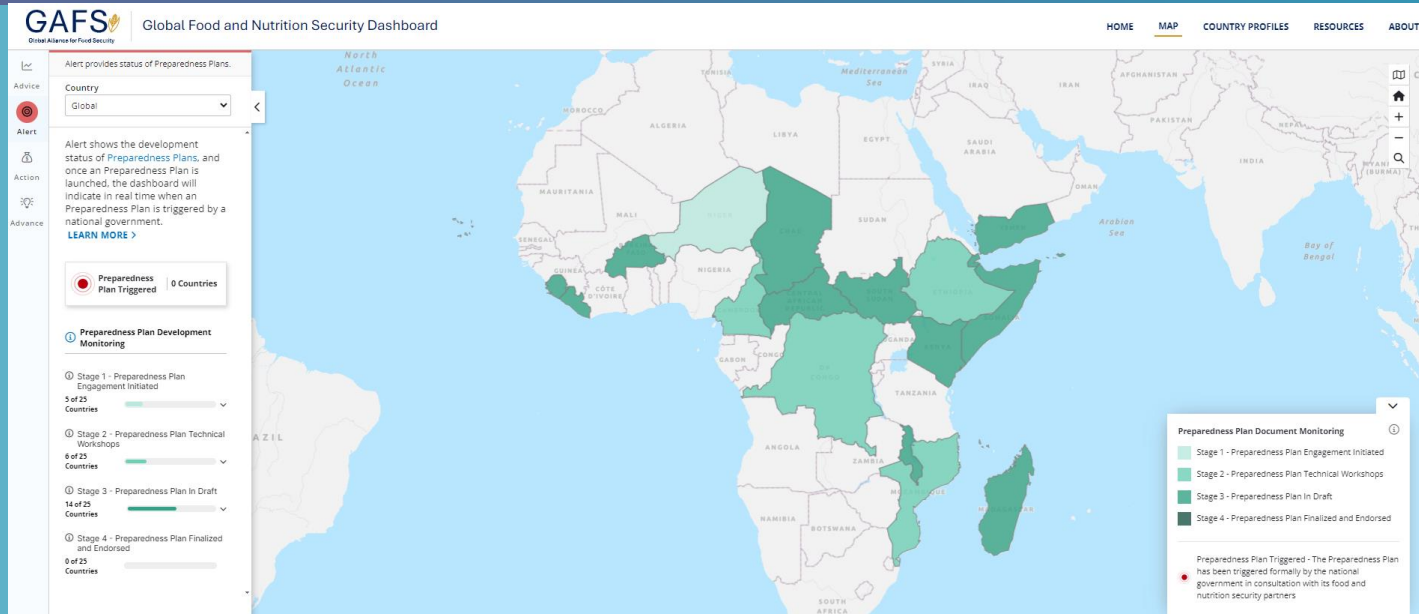 GAFS
Global Alliance for Food Security
Global Food and Nutrition Security Dashboard
HOME
MAP
COUNTRY PROFILES
RESOURCES
ABOUT
Advice
Alert
Action
Advance
Alert provides status of Preparedness Plans.
Country
Global
Alert shows the development
status of Preparedness Plans, and
once an Preparedness Plan is
launched, the dashboard will
indicate in real time when an
Preparedness Plan is triggered by a
national government.
LEARN MORE >
Preparedness
Plan Triggered
0 Countries
Preparedness Plan Development
Monitoring
Stage 1 - Preparedness Plan
Engagement Initiated
5 of 25
Countries
Stage 2 - Preparedness Plan Technical
Workshops
6 of 25
Countries
Stage 3 - Preparedness Plan In Draft
14 of 25
Countries
Stage 4 - Preparedness Plan Finalized
and Endorsed
0 of 25
Countries
North
Atlantic
Ocean
TUNISIA
Mediterranean
Sea
SYRIA
IRAQ
IRAN
AFGHANISTAN
MOROCCO
ALGERIA
LIBYA
EGYPT
SAUDI
ARABIA
PAKISTAN
NEPAL
INDIA
(BURMA)
OMAN
MAURITANIA
MALI
NIGER
CHAD
SUDAN
YEMEN
Arabian
Sea
Bay of
Bengal
SENEGAL
GUINEA
CÔTE
D'IVOIRE
NIGERIA
CENTRAL
AFRICAN
SOUTH
SUDAN
ETHIOPIA
GABON
CONGO
UGANDA
KENYA
DR
CONGO
TANZANIA
AZIL
ANGOLA
ZAMBIA
NAMIBIA
BOTSWANA
SOUTH
AFRICA
Preparedness Plan Document Monitoring
Stage 1 - Preparedness Plan Engagement Initiated
Stage 2 - Preparedness Plan Technical Workshops
Stage 3 - Preparedness Plan In Draft
Stage 4 - Preparedness Plan Finalized and Endorsed
Preparedness Plan Triggered - The Preparedness Plan
has been triggered formally by the national
government in consultation with its food and
nutrition security partners